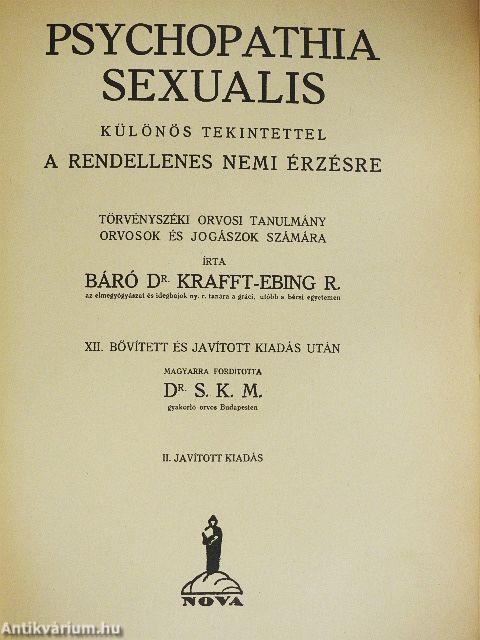 PSYCHOPATHIA
SEXUALIS
KÜLÖNÖS TEKINTETTEL
A RENDELLENES NEMI ÉRZÉSRE
TÖRVÉNYSZÉKI ORVOSI TANULMÁNY
ORVOSOK ÉS JOGÁSZOK SZÁMÁRA
ÍRTA
BÁRÓ DR. KRAFFT-EBING R.
az elmegyógyászat és idegbajok ny. r. tanára a gráci, utóbb a bécsi egyetemen
XII. BŐVÍTETT ÉS JAVÍTOTT KIADÁS UTÁN
MAGYARRA FORDÍTOTTA
DR. S. K. M.
gyakorló orvos Budapesten
II. JAVÍTOTT KIADÁS
NOVA
Antikvárium.hu